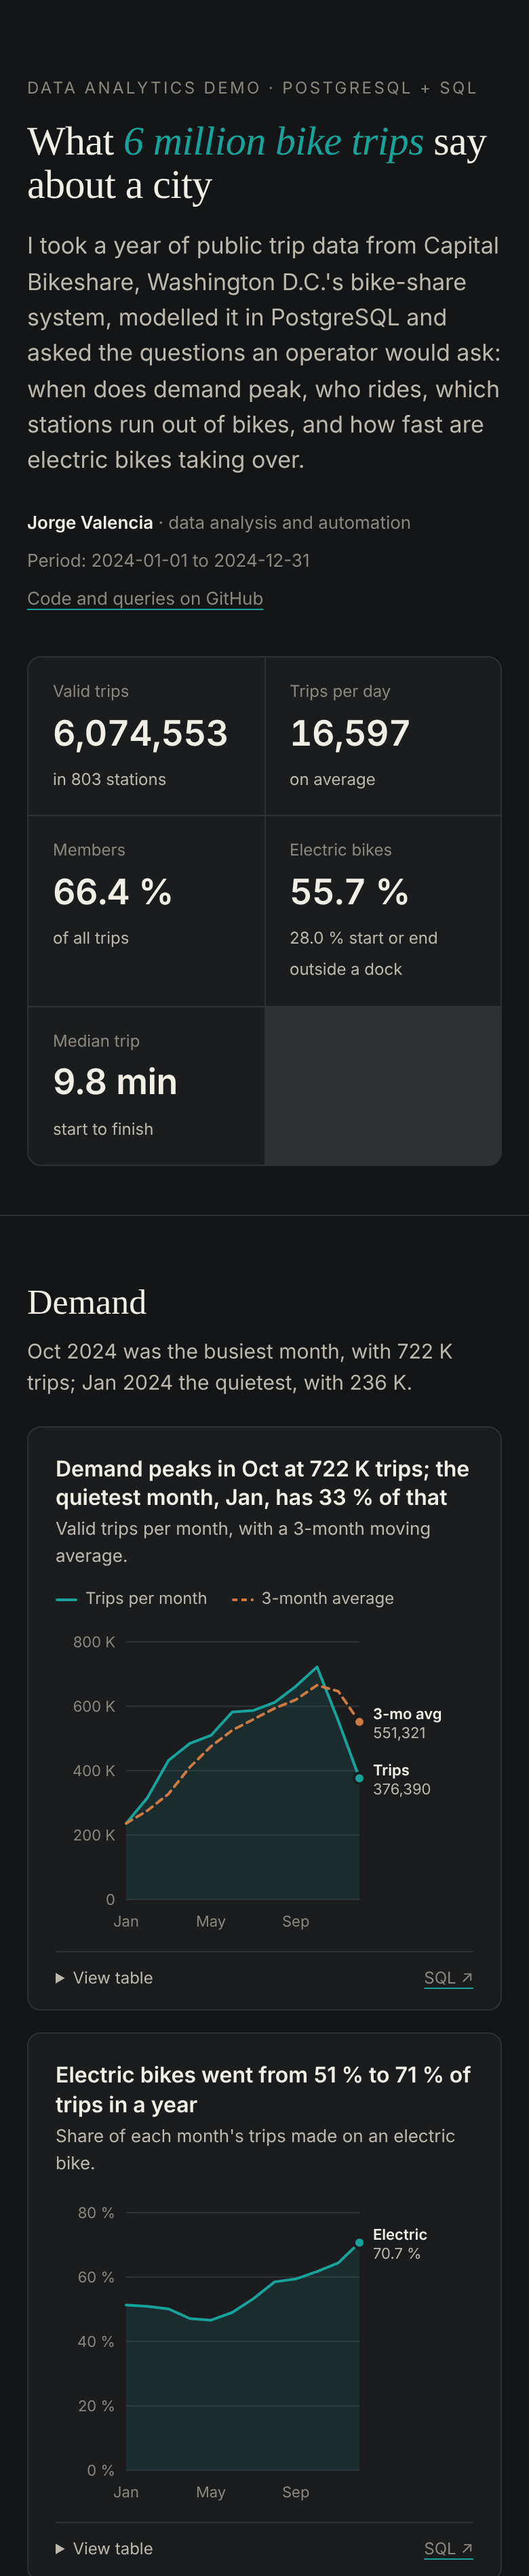 DATA ANALYTICS DEMO · POSTGRESQL + SQL
What 6 million bike trips say
about a city
I took a year of public trip data from Capital
Bikeshare, Washington D.C.'s bike-share
system, modelled it in PostgreSQL and
asked the questions an operator would ask:
when does demand peak, who rides, which
stations run out of bikes, and how fast are
electric bikes taking over.
Jorge Valencia · data analysis and automation
Period: 2024-01-01 to 2024-12-31
Code and queries on GitHub
Valid trips
6,074,553
in 803 stations
Trips per day
16,597
on average
Members
66.4 %
of all trips
Electric bikes
55.7 %
28.0 % start or end
outside a dock
Median trip
9.8 min
start to finish
Demand
Oct 2024 was the busiest month, with 722 K
trips; Jan 2024 the quietest, with 236 K.
Demand peaks in Oct at 722 K trips; the
quietest month, Jan, has 33 % of that
Valid trips per month, with a 3-month moving
average.
Trips per month 3-month average
800 K
600 K
400 K
200 K
0
3-mo avg
551,321
Trips
376,390
Jan May Sep
▶ View table SQL ↗
Electric bikes went from 51 % to 71 % of
trips in a year
Share of each month's trips made on an electric
bike.
80 %
60 %
40 %
20 %
0 %
Electric
70.7 %
Jan May Sep
▶ View table SQL ↗